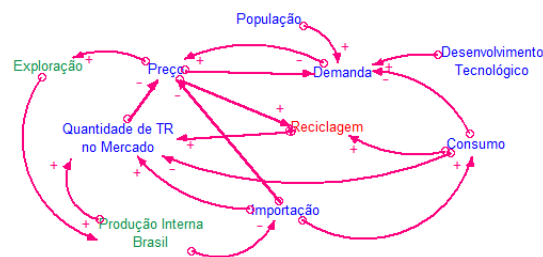 População
Exploração
Preço
Demanda
Desenvolvimento
Tecnológico
Quantidade de TR
no Mercado
Reciclagem
Consumo
Produção Interna
Brasil
Importação